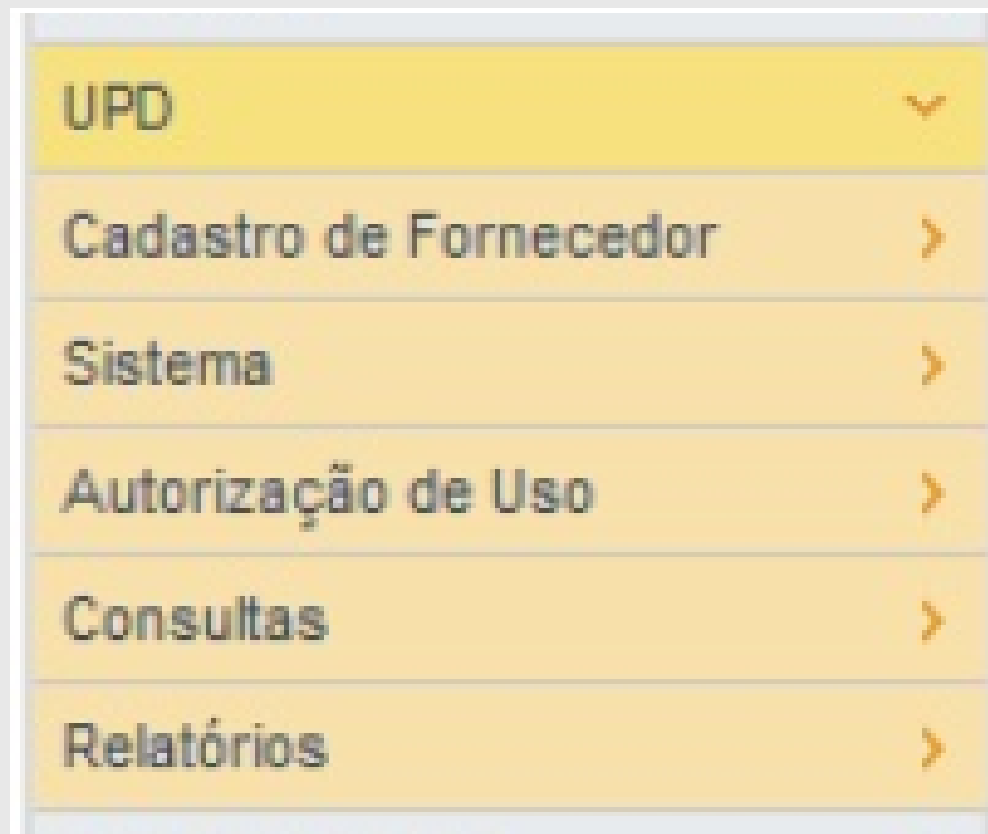 UPD
Cadastro de Fornecedor
Sistema
Autorização de Uso
Consultas
Relatórios